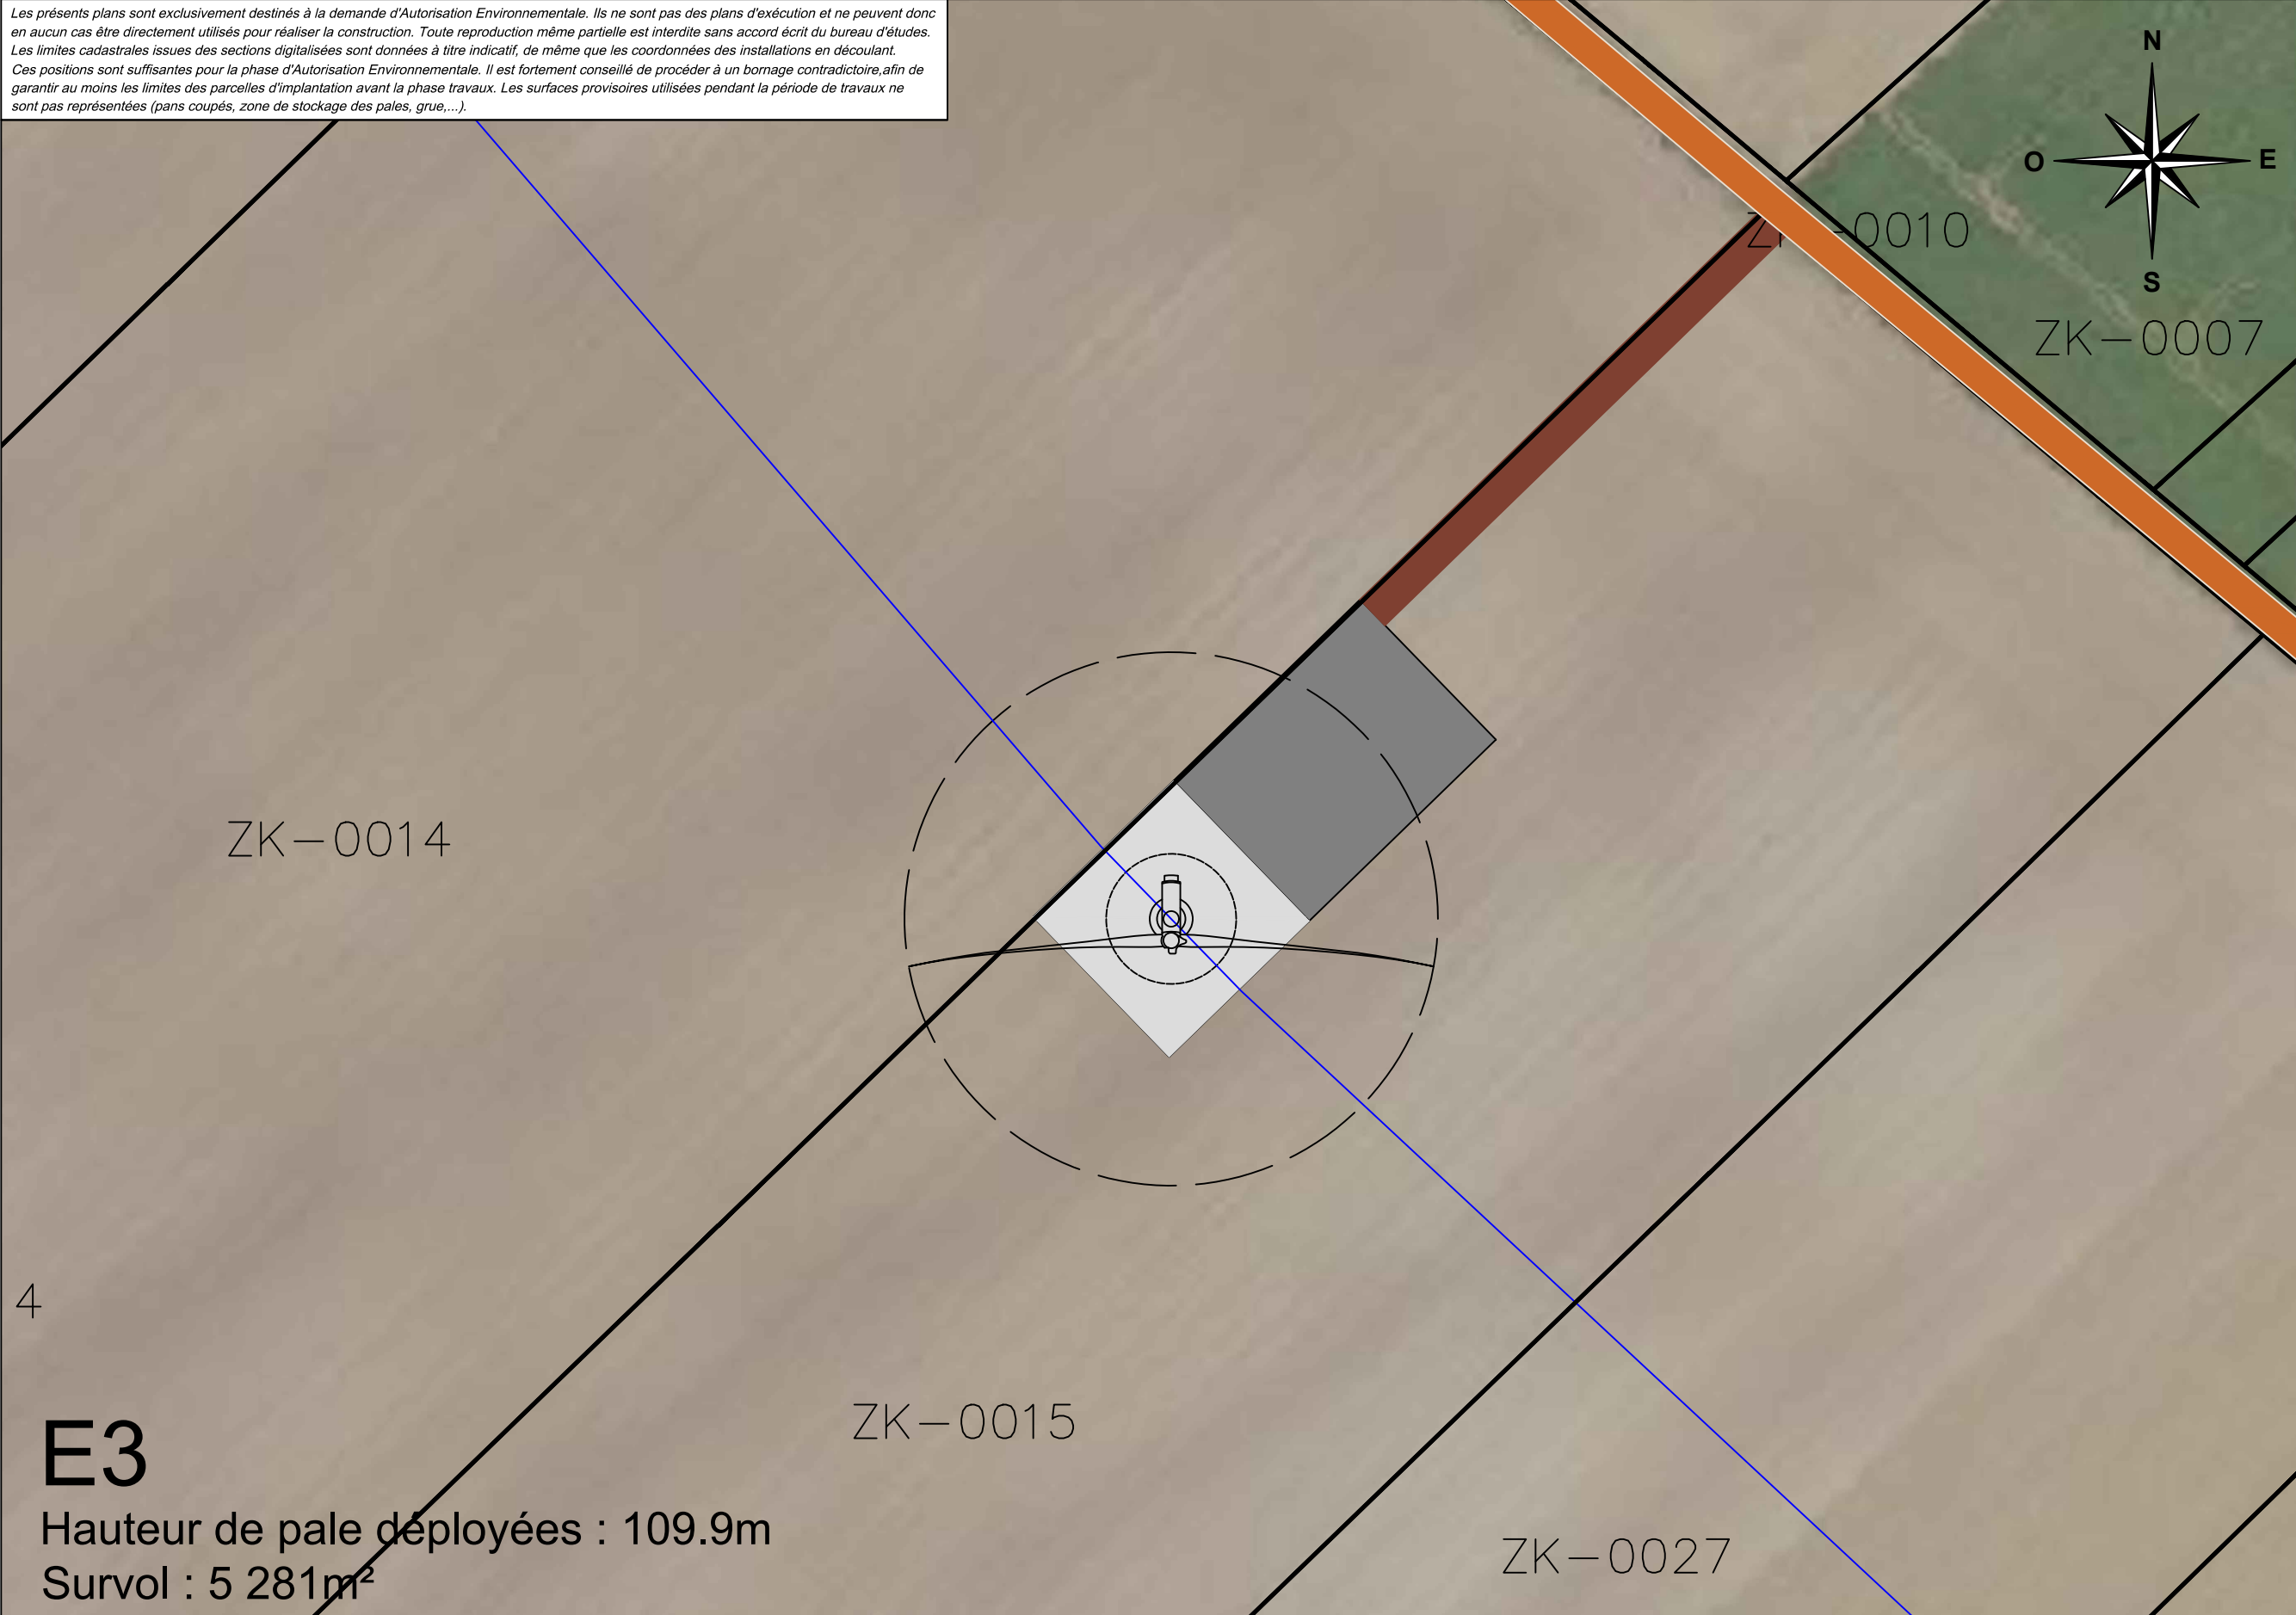 Les présents plans sont exclusivement destinés à la demande d'Autorisation Environnementale. Ils ne sont pas des plans d'exécution et ne peuvent donc
en aucun cas être directement utilisés pour réaliser la construction. Toute reproduction même partielle est interdite sans accord écrit du bureau d'études.
Les limites cadastrales issues des sections digitalisées sont données à titre indicatif, de même que les coordonnées des installations en découlant.
Ces positions sont suffisantes pour la phase d'Autorisation Environnementale. Il est fortement conseillé de procéder à un bornage contradictoire,afin de
garantir au moins les limites des parcelles d'implantation avant la phase travaux. Les surfaces provisoires utilisées pendant la période de travaux ne
sont pas représentées (pans coupés, zone de stockage des pales, grue,...).
N
O
E
S
0010
ZK-0007
ZK-0014
4
ZK-0015
E3
Hauteur de pale déployées : 109.9m
ZK-0027
Survol : 5 281m²